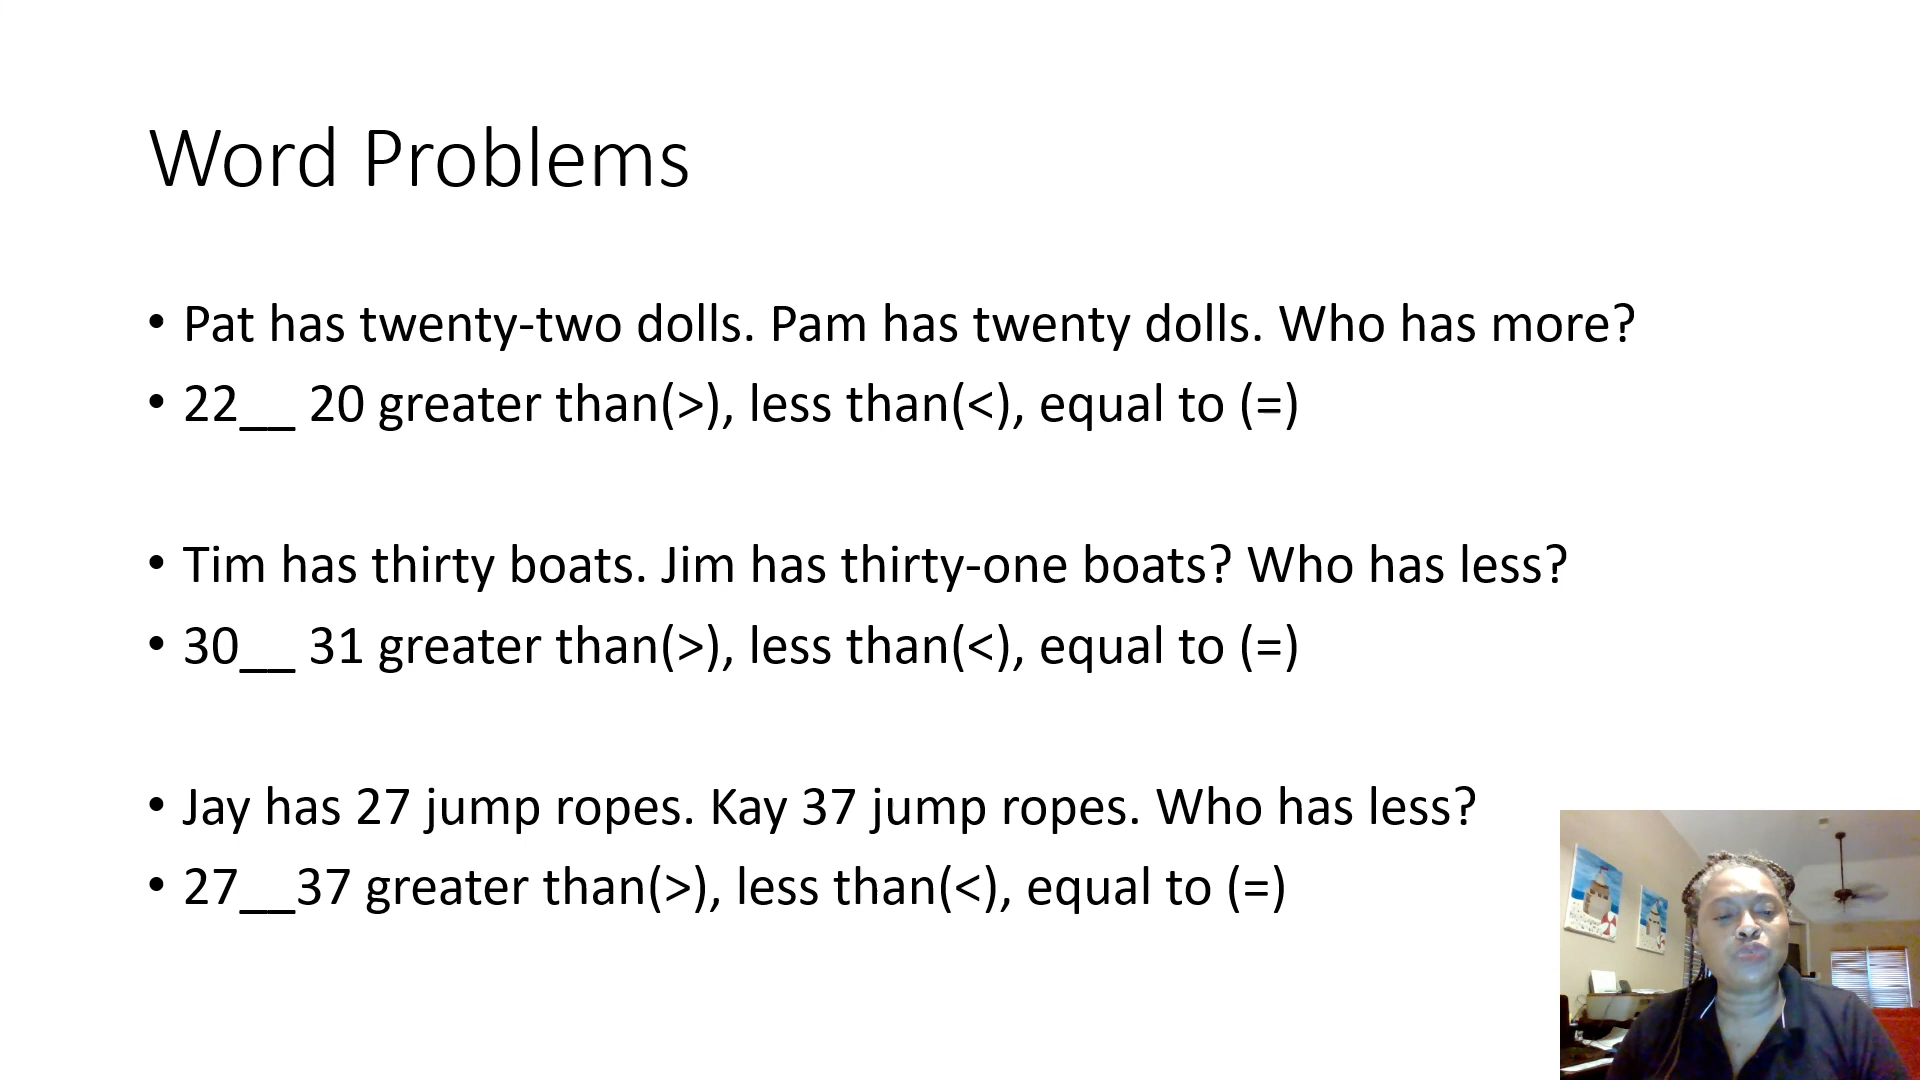 Word Problems
• Pat has twenty-two dolls. Pam has twenty dolls. Who has more?
• 22__ 20 greater than(>), less than(<), equal to (=)
• Tim has thirty boats. Jim has thirty-one boats? Who has less?
• 30__ 31 greater than(>), less than(<), equal to (=)
• Jay has 27 jump ropes. Kay 37 jump ropes. Who has less?
• 27__37 greater than(>), less than(<), equal to (=)